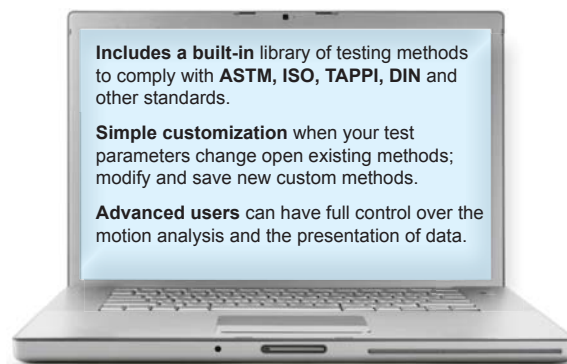 Includes a built-in library of testing methods
to comply with ASTM, ISO, TAPPI, DIN and
other standards.
Simple customization when your test
parameters change open existing methods;
modify and save new custom methods.
Advanced users can have full control over the
motion analysis and the presentation of data.